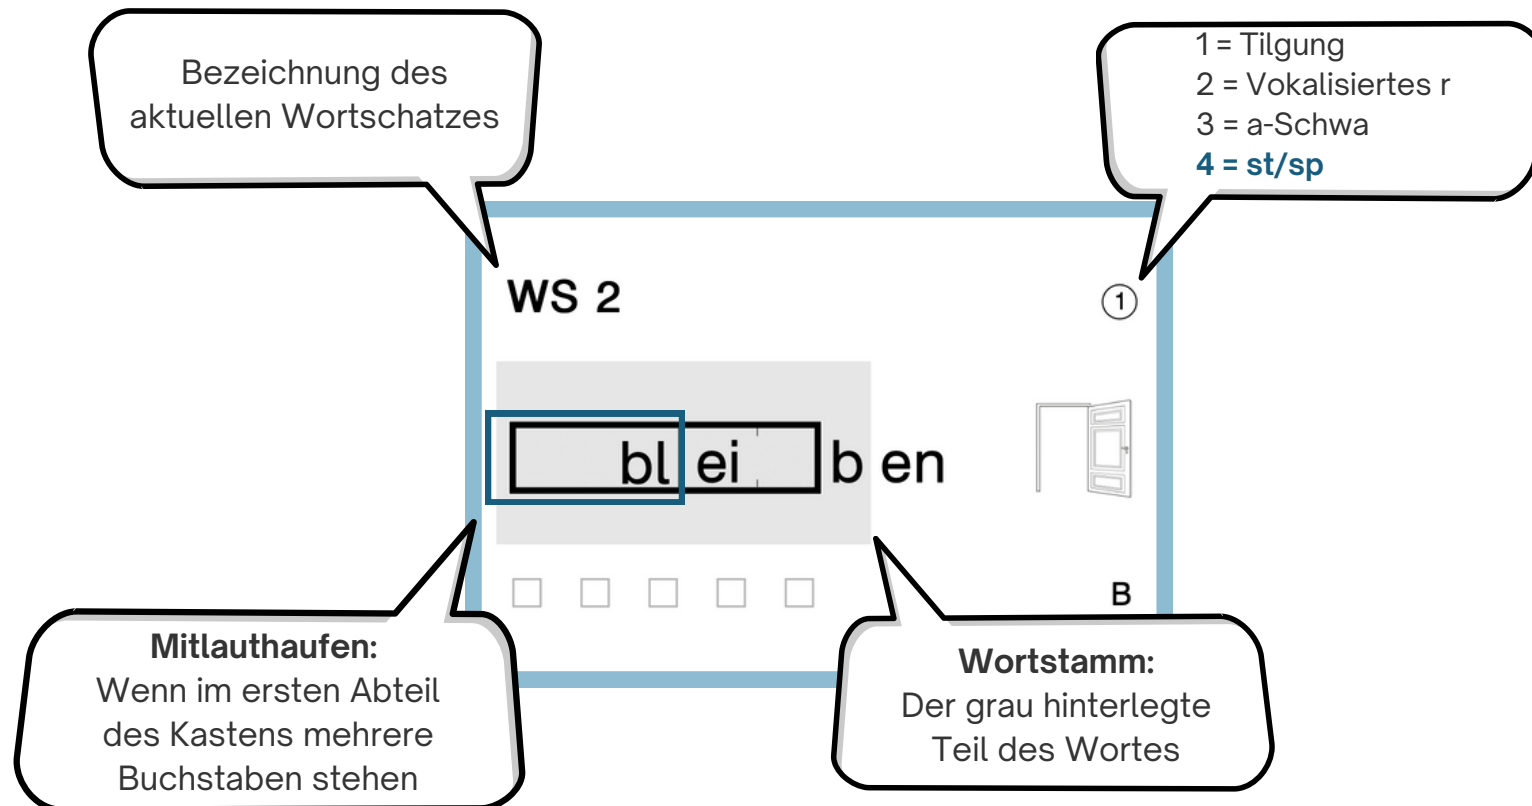 Bezeichnung des
aktuellen Wortschatzes
1 = Tilgung
2 = Vokalisiertes r
3 = a-Schwa
4 = st/sp
WS 2
1
bl ei b en
B
Mitlauthaufen:
Wenn im ersten Abteil
des Kastens mehrere
Buchstaben stehen
Wortstamm:
Der grau hinterlegte
Teil des Wortes